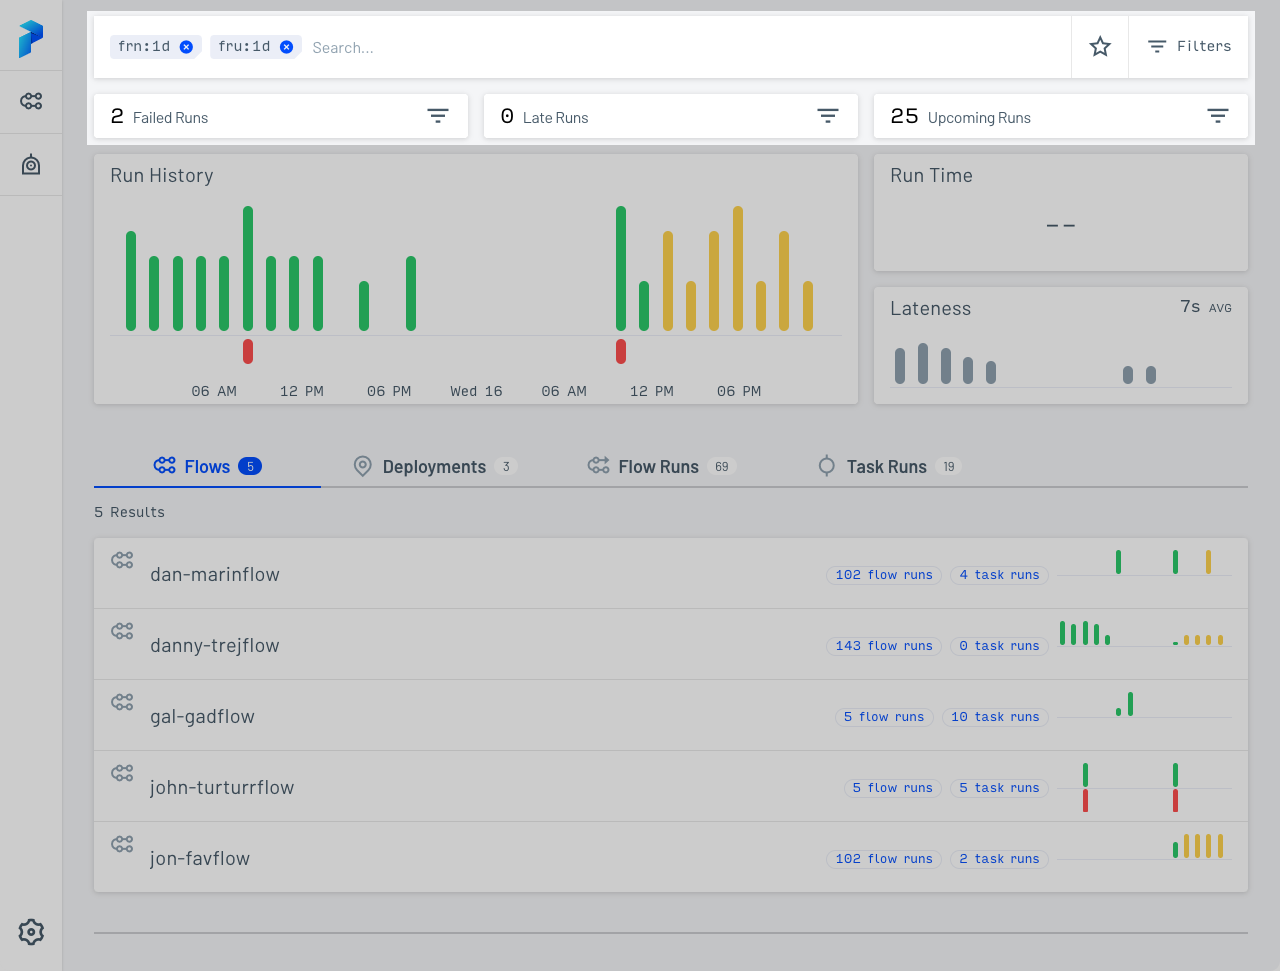 frn:1d fru:1d Search... Filters
2 Failed Runs 0 Late Runs 25 Upcoming Runs
Run History
06 AM 12 PM 06 PM Wed 16 06 AM 12 PM 06 PM
Run Time
--
Lateness 7s AVG
Flows 5 Deployments 3 Flow Runs 69 Task Runs 19
5 Results
dan-marinflow 102 flow runs 4 task runs
danny-trejflow 143 flow runs 0 task runs
gal-gadflow 5 flow runs 10 task runs
john-turturrflow 5 flow runs 5 task runs
jon-favflow 102 flow runs 2 task runs